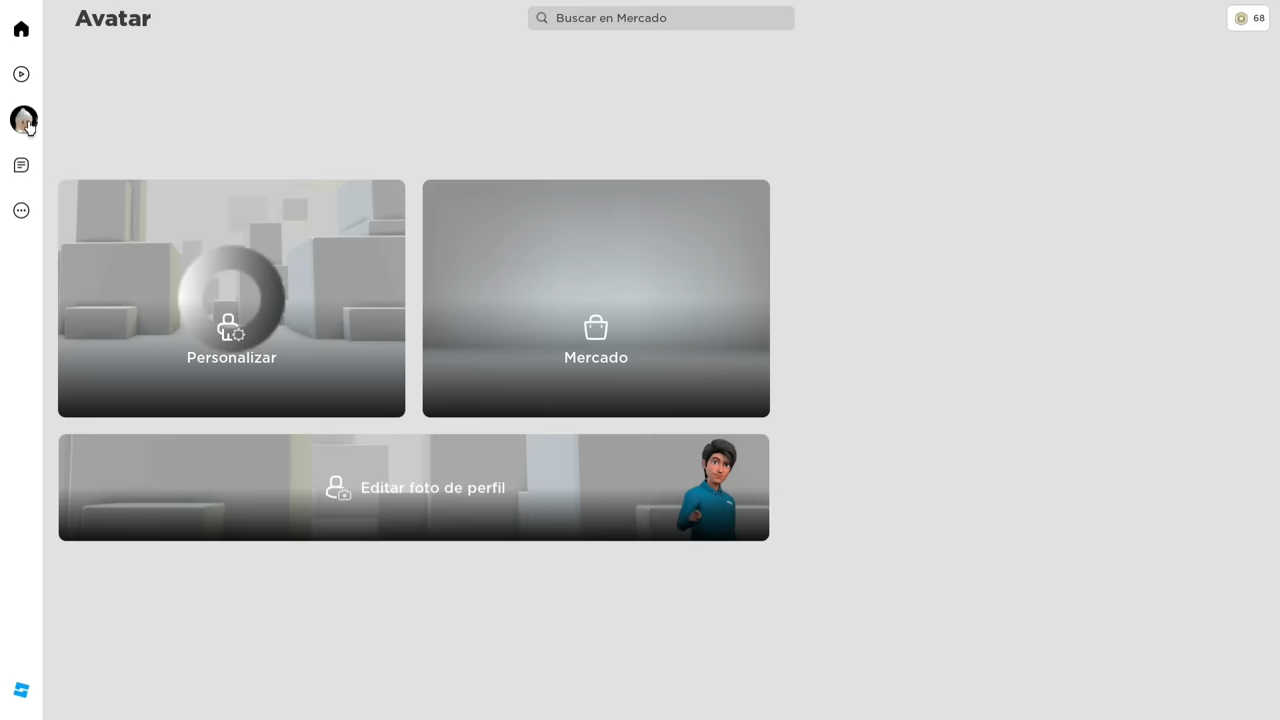 Avatar
Buscar en Mercado
68
Personalizar
Mercado
Editar foto de perfil